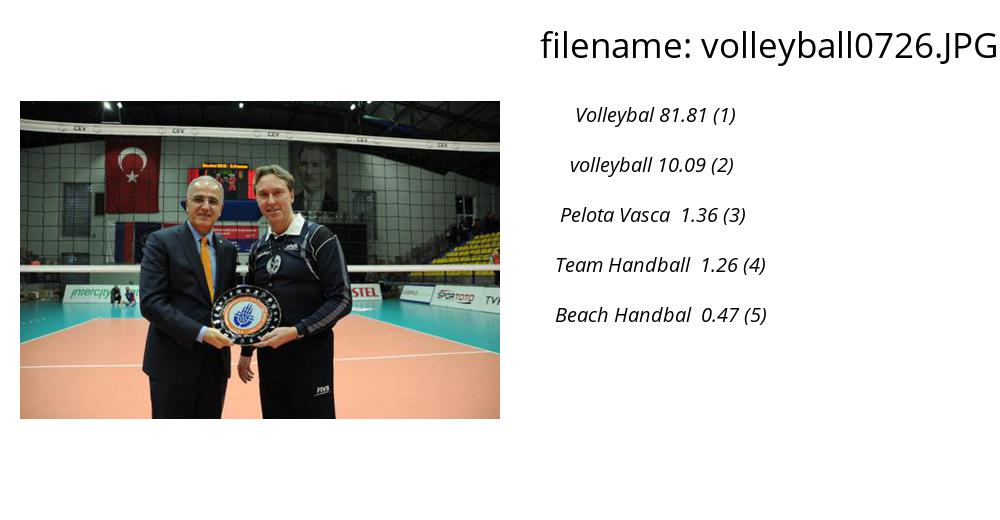 filename: volleyball0726.JPG
Volleybal 81.81 (1)
volleyball 10.09 (2)
Pelota Vasca  1.36 (3)
Team Handball  1.26 (4)
Beach Handbal  0.47 (5)
CEV
CEV
CEV
CEV
CEV
intercity
STEL
SPORTOTO
TV
FIVB